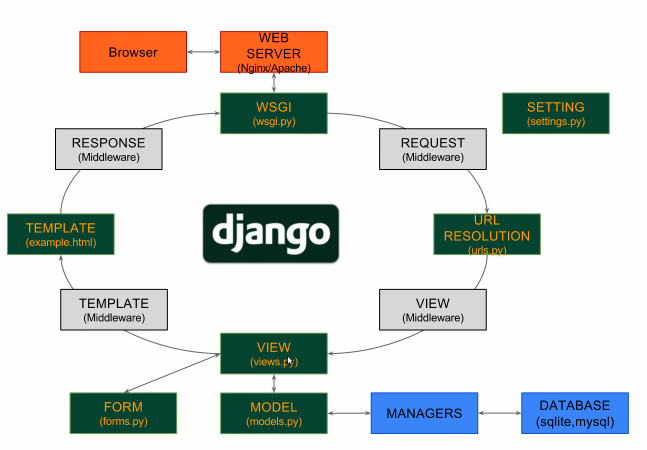 Browser
WEB
SERVER
(Nginx/Apache)
WSGI
(wsgi.py)
SETTING
(settings.py)
RESPONSE
(Middleware)
REQUEST
(Middleware)
TEMPLATE
(example.html)
django
URL
RESOLUTION
(urls.py)
TEMPLATE
(Middleware)
VIEW
(Middleware)
VIEW
(views.py)
FORM
(forms.py)
MODEL
(models.py)
MANAGERS
DATABASE
(sqlite,mysql)